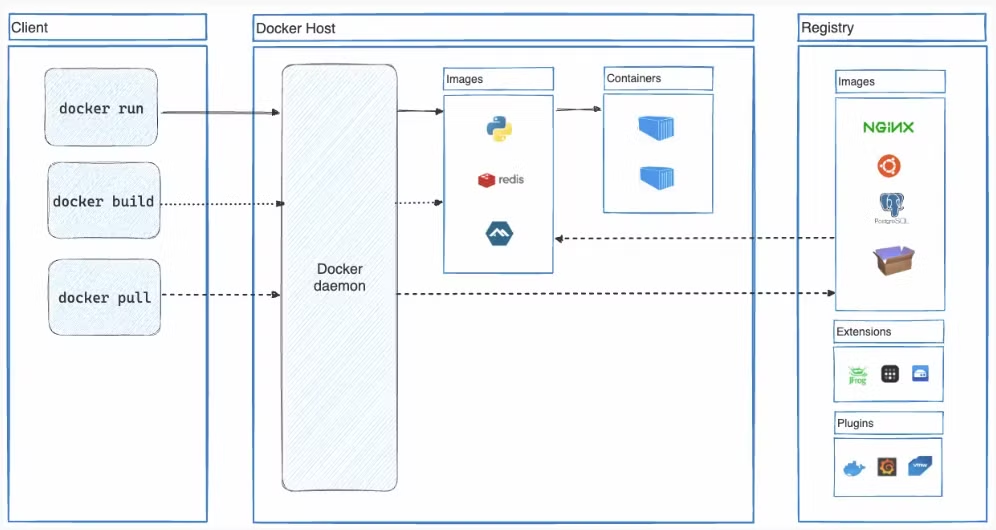 Client
docker run
docker build
docker pull
Docker Host
Docker
daemon
Images
redis
Containers
Registry
Images
NGINX
PostgreSQL
Extensions
JFrog
Plugins